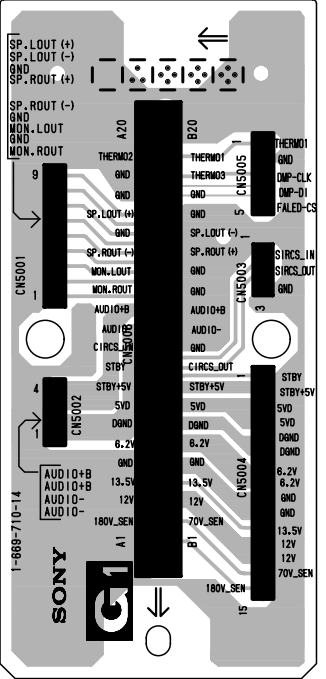 SP.LOUT (+)
SP.LOUT (-)
GND
SP.ROUT (+)
SP.ROUT (-)
GND
MON.LOUT
GND
MON.ROUT
CN5001
9
1
CN5002
4
1
AUDIO+B
AUDIO+B
AUDIO-
AUDIO-
1-669-710-14
SONY
G1
A20
THERMO2
GND
GND
SP.LOUT (+)
GND
SP.ROUT (-)
MON.LOUT
MON.ROUT
AUDIO+B
CIRCS_IN
STBY
5VD
DGND
6.2V
GND
13.5V
12V
180V_SEN
A1
B20
THERMO1
THERMO3
GND
GND
SP.LOUT (-)
SP.ROUT (+)
GND
GND
AUDIO+B
AUDIO-
GND
CIRCS_OUT
STBY+5V
5VD
DGND
6.2V
GND
13.5V
12V
70V_SEN
B1
180V_SEN
CN5005
1
5
THERMO1
GND
DMP-CLK
DMP-DI
FALED-CS
CN5003
1
3
SIRCS_IN
SIRCS_OUT
GND
CN5004
1
15
STBY
STBY+5V
5VD
5VD
DGND
DGND
6.2V
6.2V
GND
GND
13.5V
12V
12V
70V_SEN